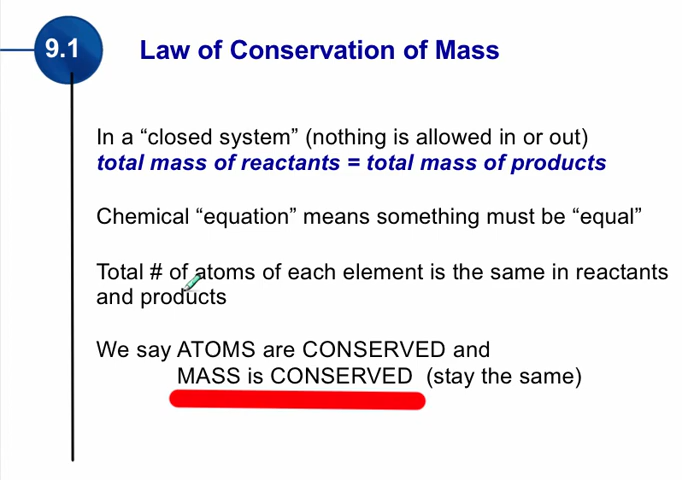 9.1
Law of Conservation of Mass
In a “closed system” (nothing is allowed in or out)
total mass of reactants = total mass of products
Chemical “equation” means something must be “equal”
Total # of atoms of each element is the same in reactants
and products
We say ATOMS are CONSERVED and
MASS is CONSERVED (stay the same)